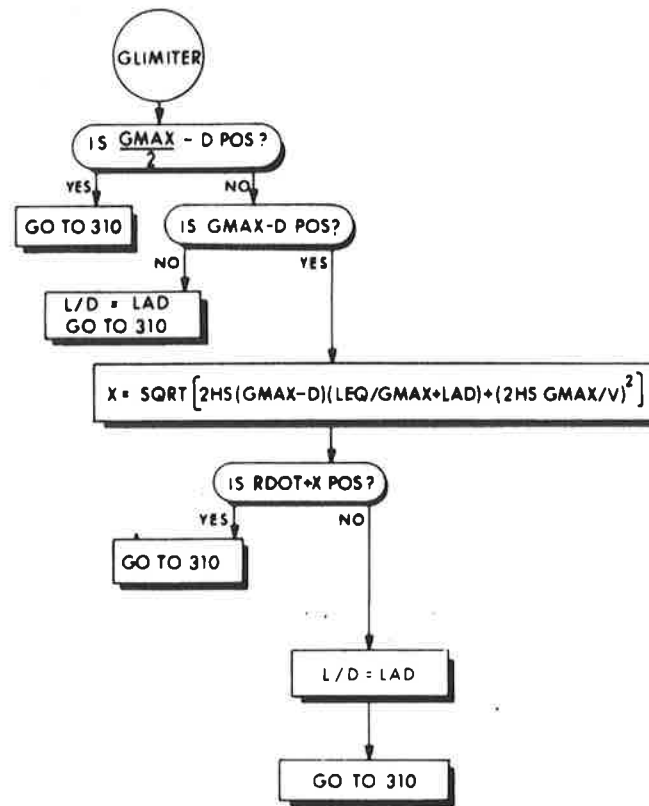 GLIMITER
IS GMAX/2 - D POS?
YES
NO
GO TO 310
IS GMAX-D POS?
NO
YES
L/D = LAD
GO TO 310
X = SQRT [2HS(GMAX-D)(LEQ/GMAX+LAD)+(2HS GMAX/V)²]
IS RDOT+X POS?
YES
NO
GO TO 310
L/D = LAD
GO TO 310